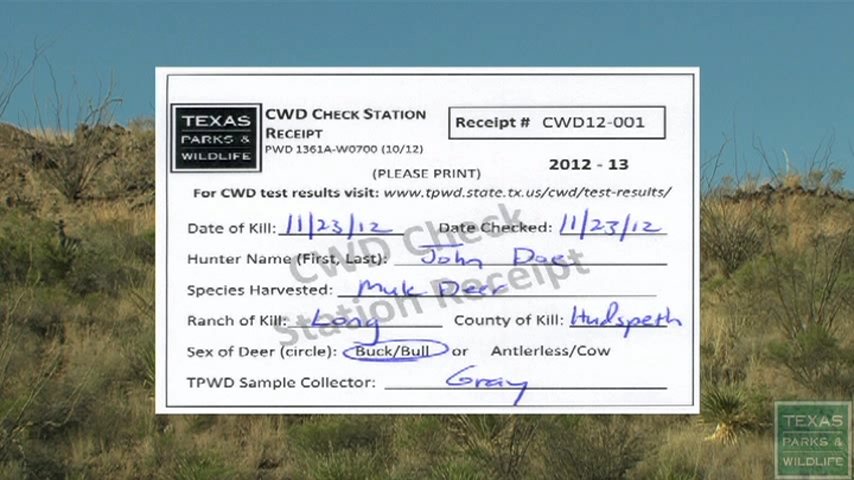 TEXAS
PARKS &
WILDLIFE
CWD CHECK STATION
RECEIPT
PWD 1361A-W0700 (10/12)
Receipt # CWD12-001
(PLEASE PRINT)
2012 - 13
For CWD test results visit: www.tpwd.state.tx.us/cwd/test-results/
Date of Kill: 11/23/12 Date Checked: 11/23/12
Hunter Name (First, Last): John Doe
Species Harvested: Mule Deer
Ranch of Kill: Long County of Kill: Hudspeth
Sex of Deer (circle): Buck/Bull or Antlerless/Cow
TPWD Sample Collector: Gray
CWD Check
Station Receipt
TEXAS
PARKS &
WILDLIFE